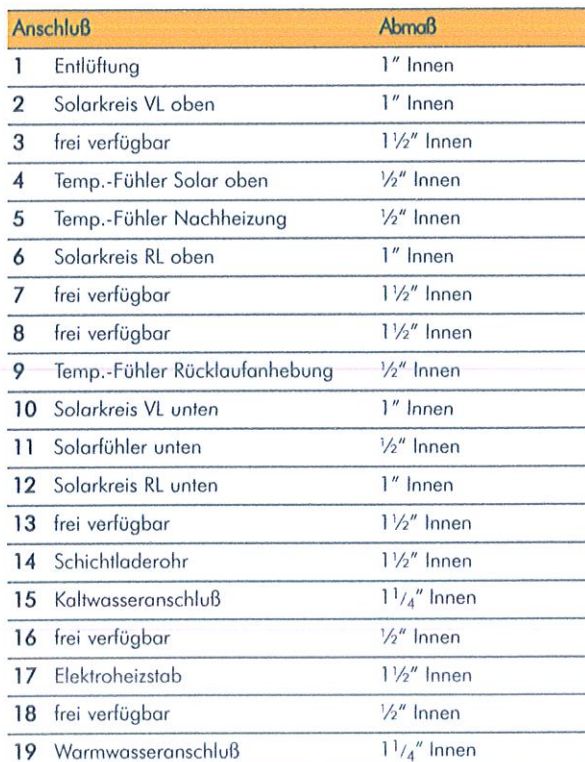 Anschluß Abmaß
1 Entlüftung 1" Innen
2 Solarkreis VL oben 1" Innen
3 frei verfügbar 1½" Innen
4 Temp.-Fühler Solar oben ½" Innen
5 Temp.-Fühler Nachheizung ½" Innen
6 Solarkreis RL oben 1" Innen
7 frei verfügbar 1½" Innen
8 frei verfügbar 1½" Innen
9 Temp.-Fühler Rücklaufanhebung ½" Innen
10 Solarkreis VL unten 1" Innen
11 Solarfühler unten ½" Innen
12 Solarkreis RL unten 1" Innen
13 frei verfügbar 1½" Innen
14 Schichtladerohr 1½" Innen
15 Kaltwasseranschluß 1¹/₄" Innen
16 frei verfügbar ½" Innen
17 Elektroheizstab 1½" Innen
18 frei verfügbar ½" Innen
19 Warmwasseranschluß 1¹/₄" Innen